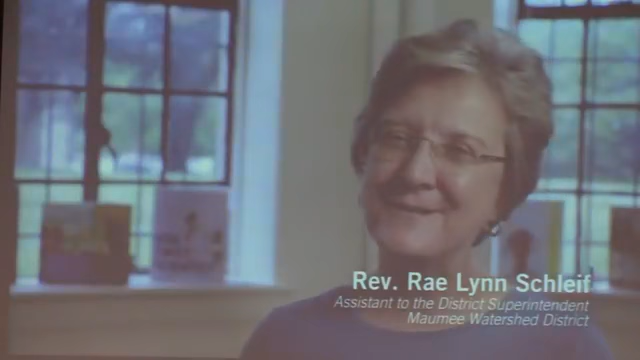 Rev. Rae Lynn Schleif
Assistant to the District Superintendent
Maumee Watershed District